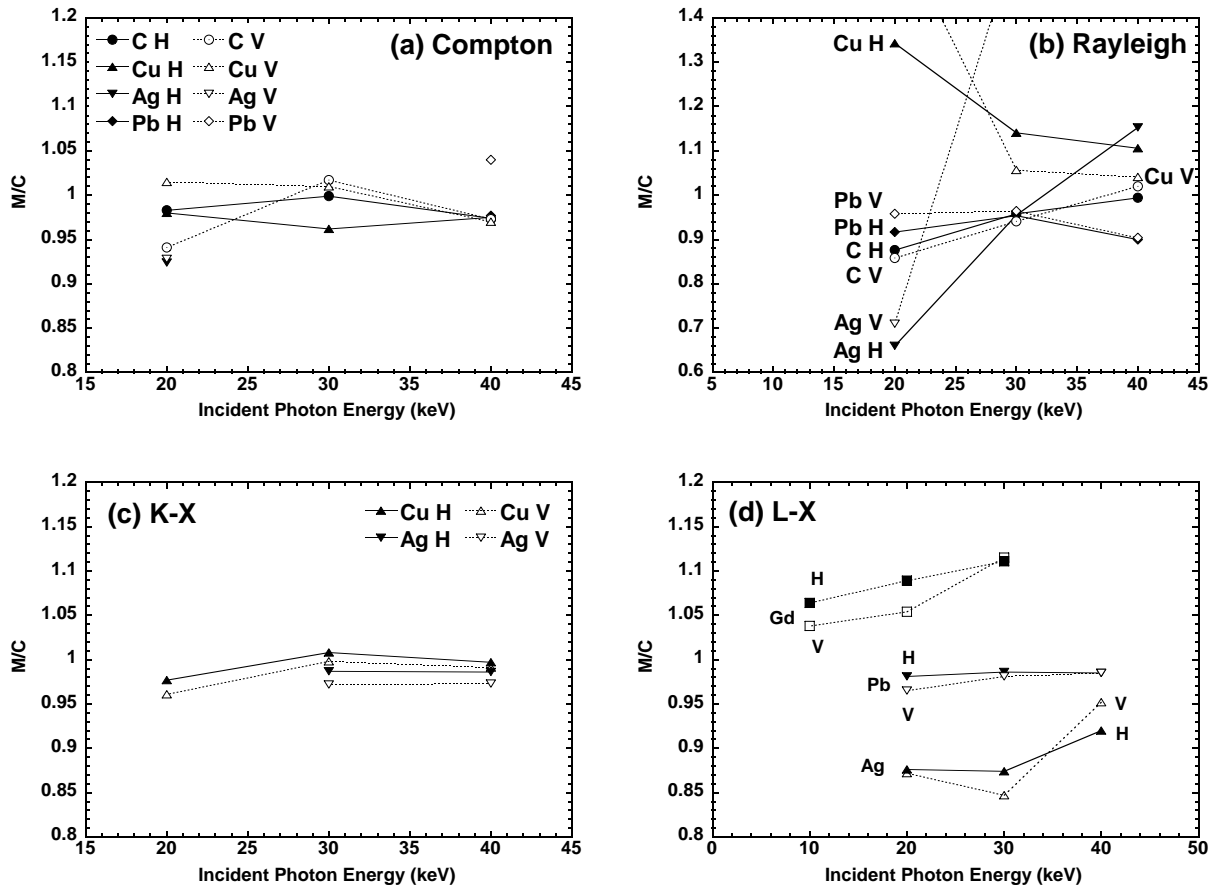 (a) Compton
C H
C V
Cu H
Cu V
Ag H
Ag V
Pb H
Pb V
M/C
1.2
1.15
1.1
1.05
1
0.95
0.9
0.85
0.8
15 20 25 30 35 40 45
Incident Photon Energy (keV)
(b) Rayleigh
Cu H
Cu V
Pb V
Pb H
C H
C V
Ag V
Ag H
M/C
1.4
1.3
1.2
1.1
1.0
0.9
0.8
0.7
0.6
5 10 15 20 25 30 35 40 45
Incident Photon Energy (keV)
(c) K-X
Cu H
Cu V
Ag H
Ag V
M/C
1.2
1.15
1.1
1.05
1
0.95
0.9
0.85
0.8
15 20 25 30 35 40 45
Incident Photon Energy (keV)
(d) L-X
H
Gd
V
H
Pb
V
V
H
Ag
M/C
1.2
1.15
1.1
1.05
1
0.95
0.9
0.85
0.8
0 10 20 30 40 50
Incident Photon Energy (keV)